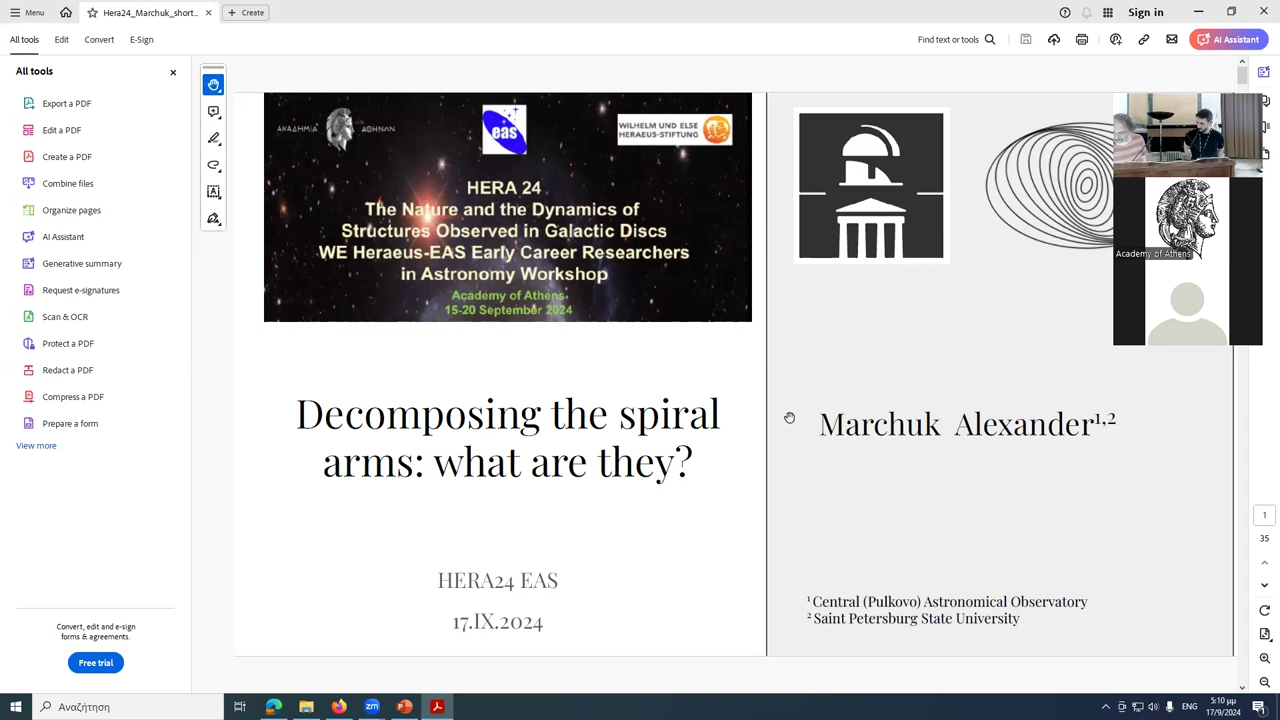 Menu
Hera24_Marchuk_short...
Create
Sign in
All tools
Edit
Convert
E-Sign
Find text or tools
AI Assistant
All tools
Export a PDF
Edit a PDF
Create a PDF
Combine files
Organize pages
AI Assistant
Generative summary
Request e-signatures
Scan & OCR
Protect a PDF
Redact a PDF
Compress a PDF
Prepare a form
View more
Convert, edit and e-sign
forms & agreements.
Free trial
ΑΚΑΔΗΜΙΑ ΑΘΗΝΩΝ
eas
WILHELM UND ELSE
HERAEUS-STIFTUNG
HERA 24
The Nature and the Dynamics of
Structures Observed in Galactic Discs
WE Heraeus-EAS Early Career Researchers
in Astronomy Workshop
Academy of Athens
15-20 September 2024
Decomposing the spiral
arms: what are they?
HERA24 EAS
17.IX.2024
Marchuk Alexander1,2
1 Central (Pulkovo) Astronomical Observatory
2 Saint Petersburg State University
Academy of Athens
1
35
Αναζήτηση
zm
ENG
5:10 μμ
17/9/2024
1